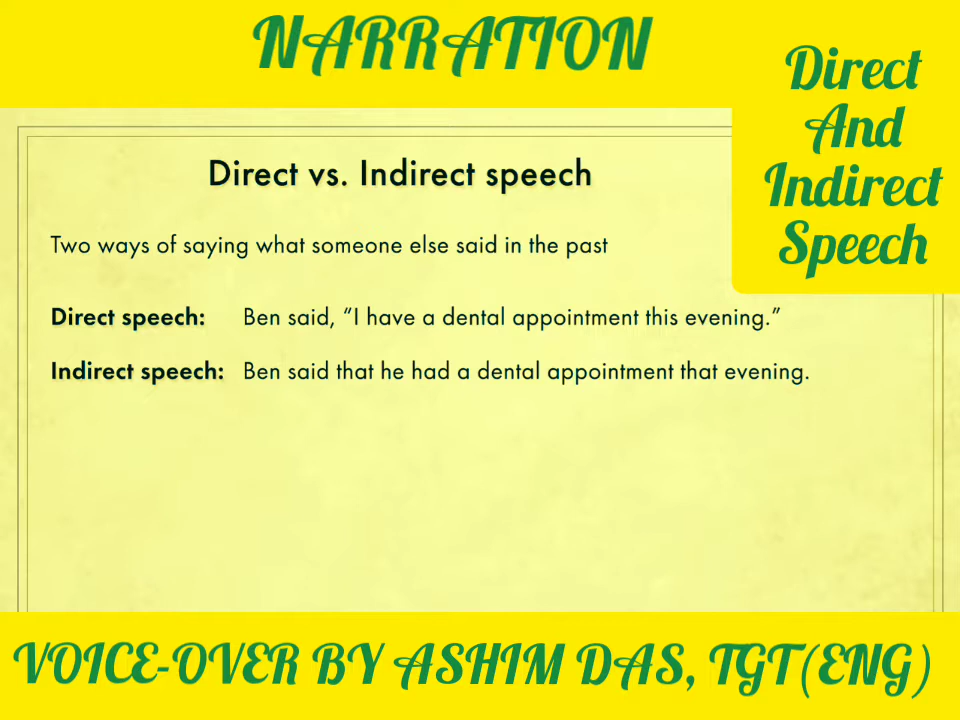 NARRATION
Direct
And
Indirect
Speech
Direct vs. Indirect speech
Two ways of saying what someone else said in the past
Direct speech: Ben said, “I have a dental appointment this evening.”
Indirect speech: Ben said that he had a dental appointment that evening.
VOICE-OVER BY ASHIM DAS, TGT(ENG)